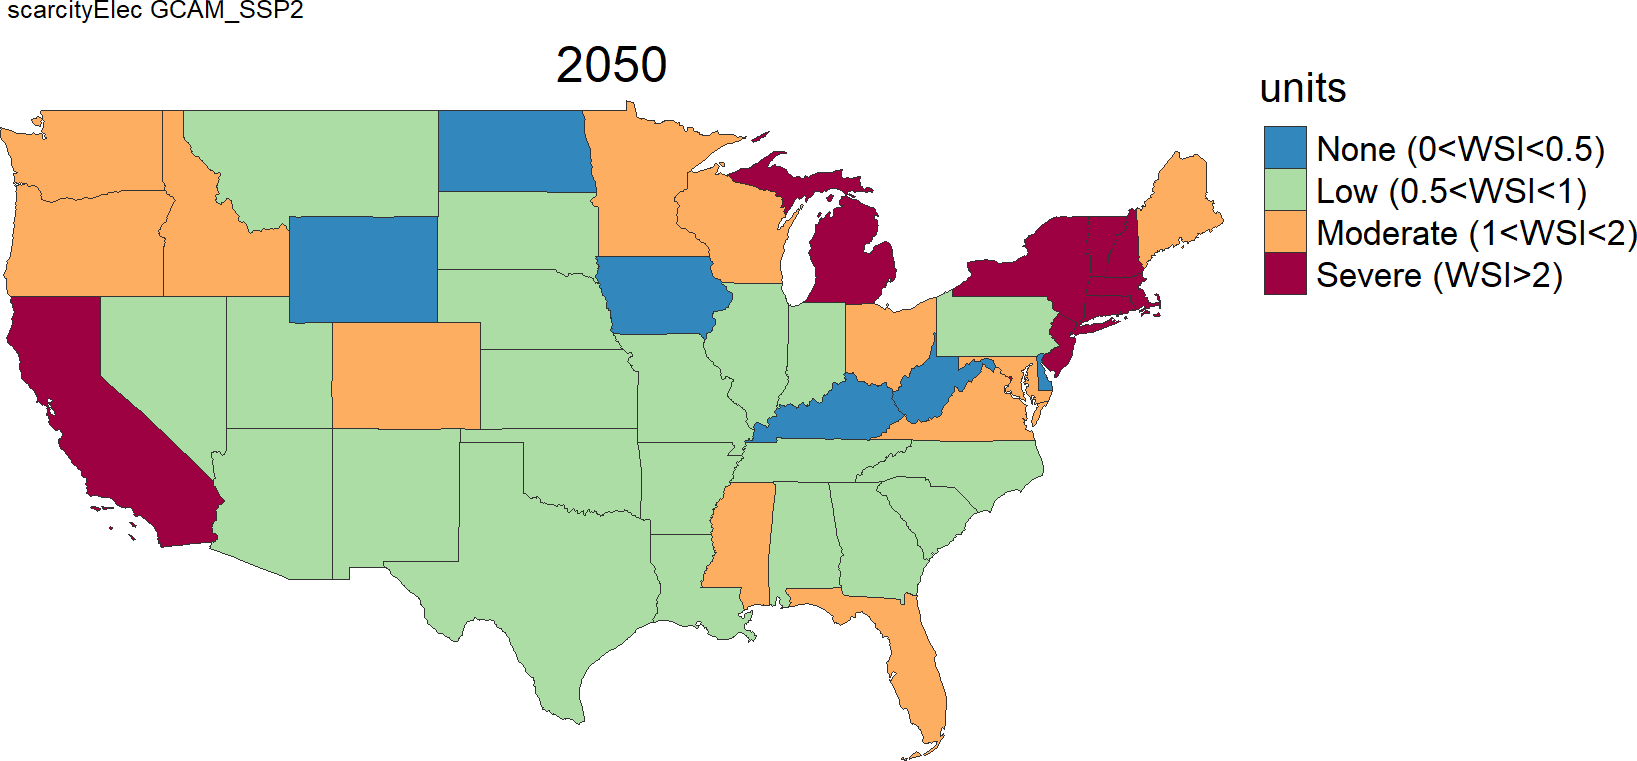 scarcityElec GCAM_SSP2
2050
units
None (0<WSI<0.5)
Low (0.5<WSI<1)
Moderate (1<WSI<2)
Severe (WSI>2)